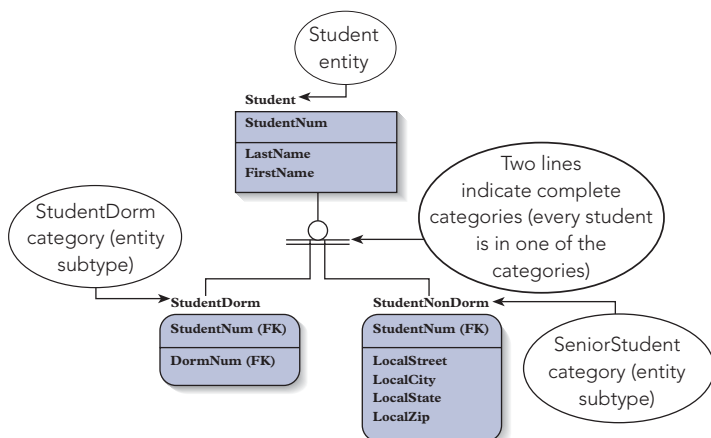 Student
entity
Student
StudentNum
LastName
FirstName
Two lines
indicate complete
categories (every student
is in one of the
categories)
StudentDorm
category (entity
subtype)
StudentDorm
StudentNum (FK)
DormNum (FK)
StudentNonDorm
StudentNum (FK)
LocalStreet
LocalCity
LocalState
LocalZip
SeniorStudent
category (entity
subtype)